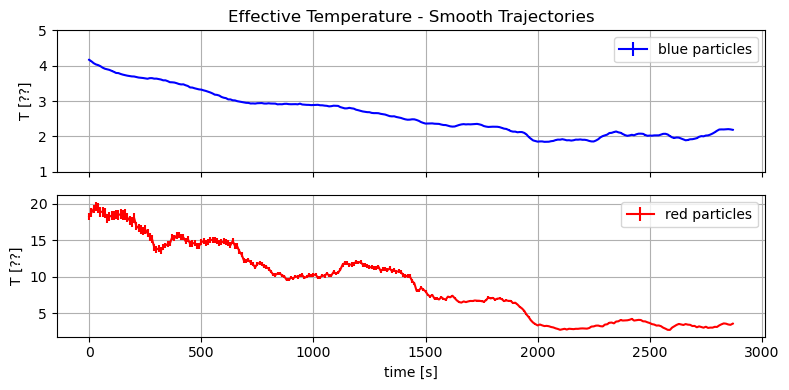 Effective Temperature - Smooth Trajectories
5
4
3
2
1
T [??]
blue particles
20
15
10
5
T [??]
red particles
0 500 1000 1500 2000 2500 3000
time [s]